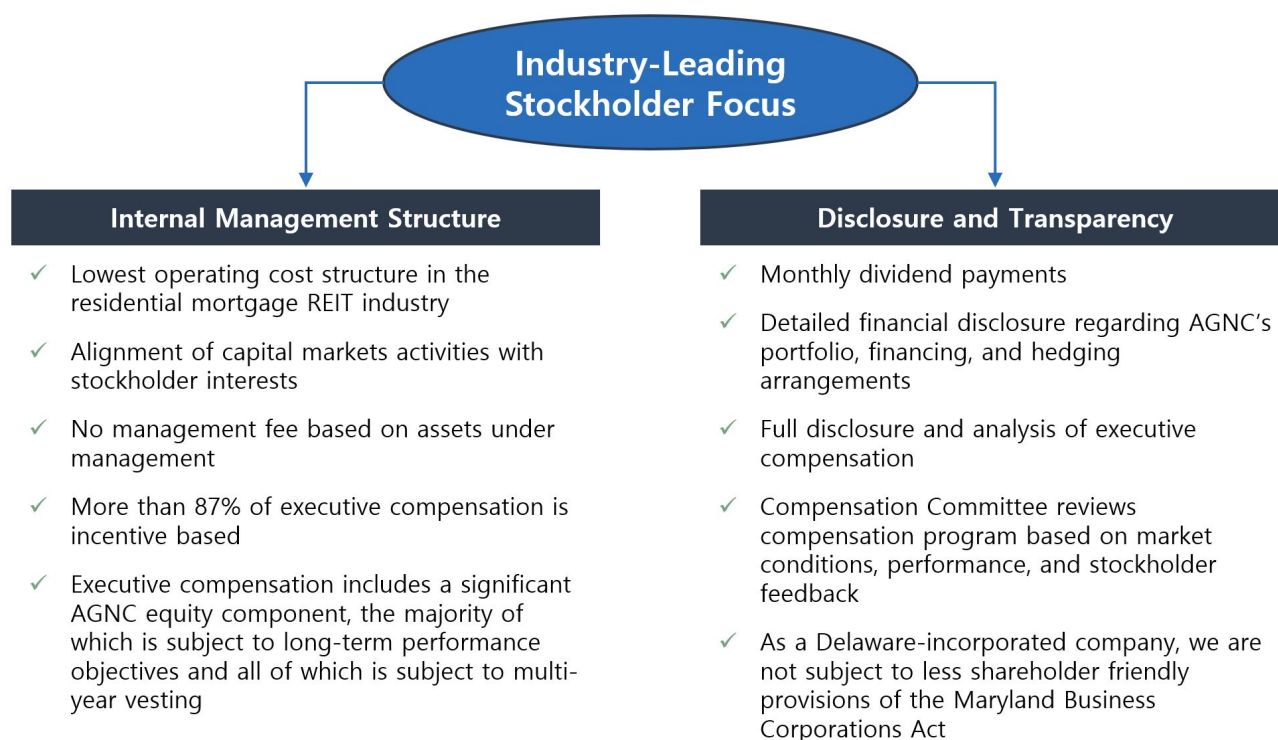 Industry-Leading
Stockholder Focus
Internal Management Structure
Lowest operating cost structure in the
residential mortgage REIT industry
Alignment of capital markets activities with
stockholder interests
No management fee based on assets under
management
More than 87% of executive compensation is
incentive based
Executive compensation includes a significant
AGNC equity component, the majority of
which is subject to long-term performance
objectives and all of which is subject to multi-
year vesting
Disclosure and Transparency
Monthly dividend payments
Detailed financial disclosure regarding AGNC’s
portfolio, financing, and hedging
arrangements
Full disclosure and analysis of executive
compensation
Compensation Committee reviews
compensation program based on market
conditions, performance, and stockholder
feedback
As a Delaware-incorporated company, we are
not subject to less shareholder friendly
provisions of the Maryland Business
Corporations Act